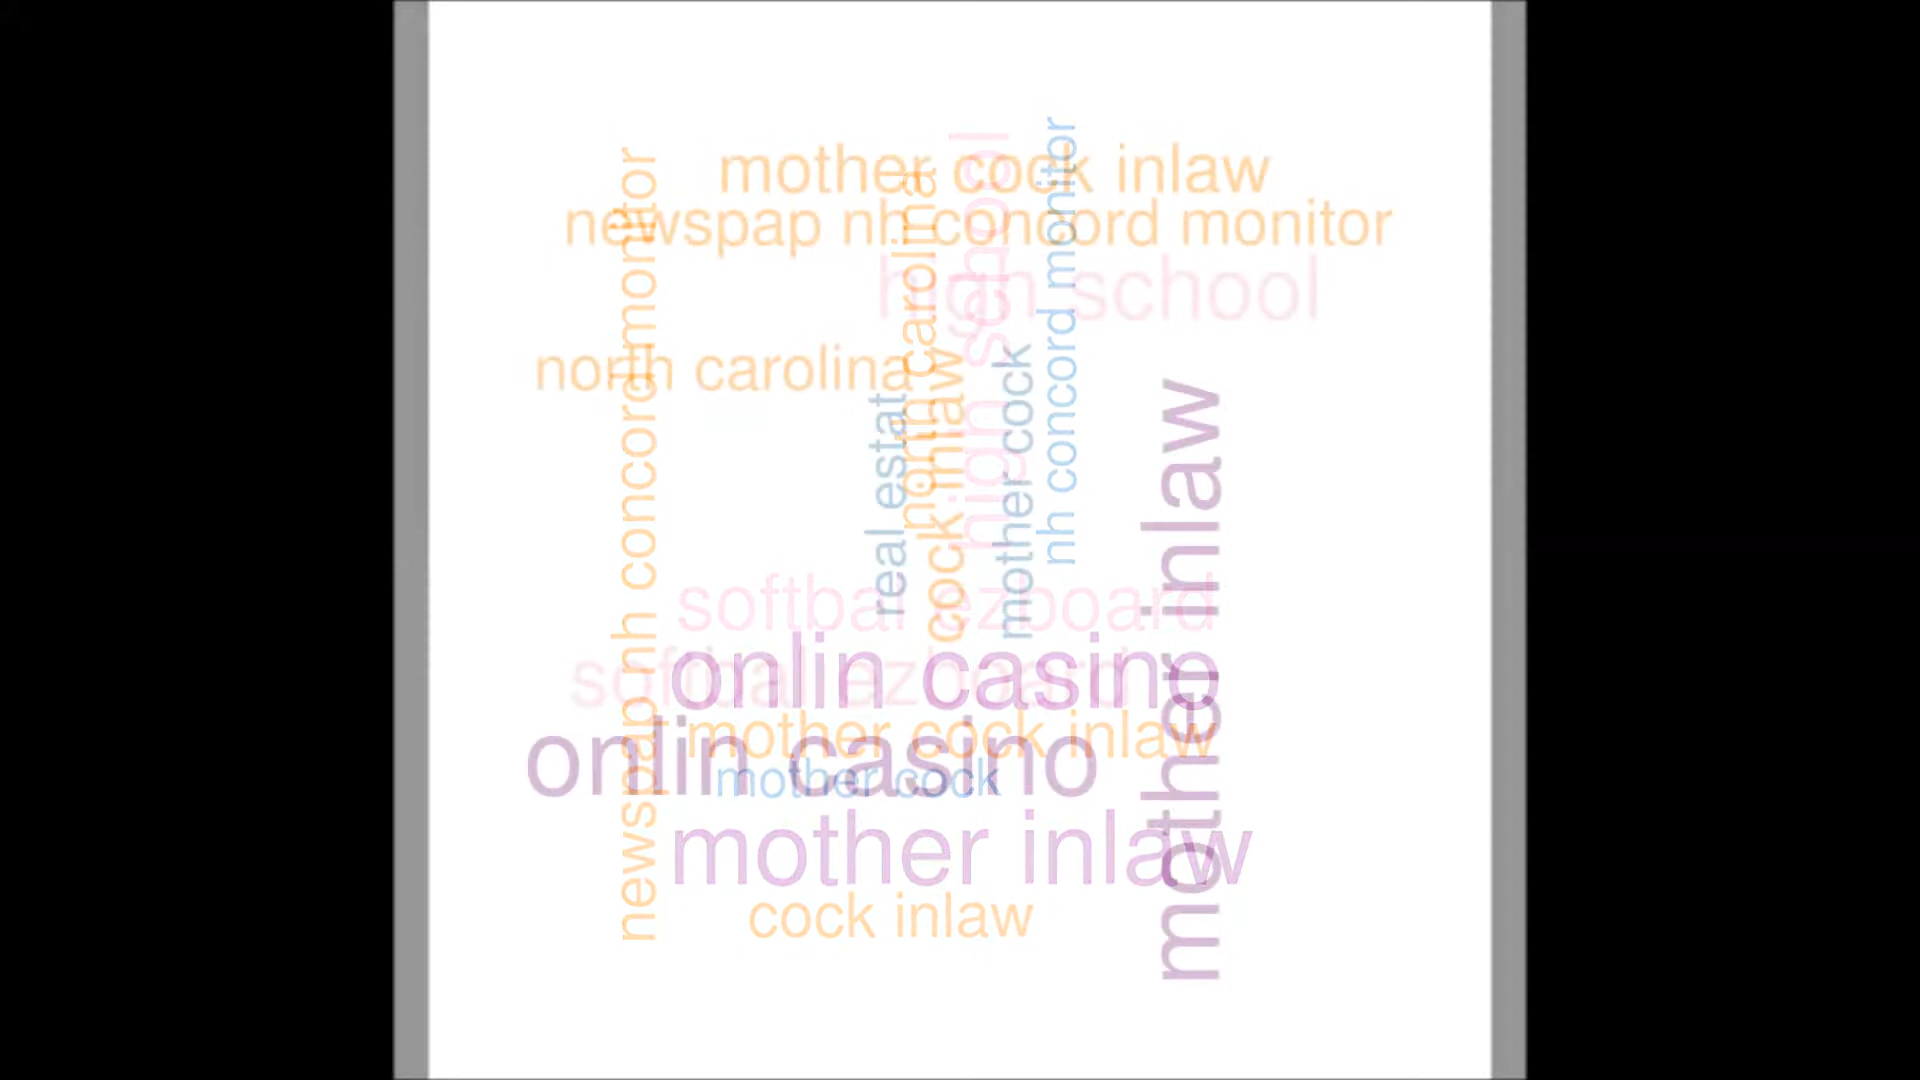 mother cock inlaw
newspap nh concord monitor
high school
north carolina
softbal ezboard
onlin casino
softbal ezboard
mother cock inlaw
onlin casino
mother cock
mother inlaw
cock inlaw
newspap nh concord monitor
real estat
north carolina
cock inlaw
high school
mother cock
nh concord monitor
mother inlaw